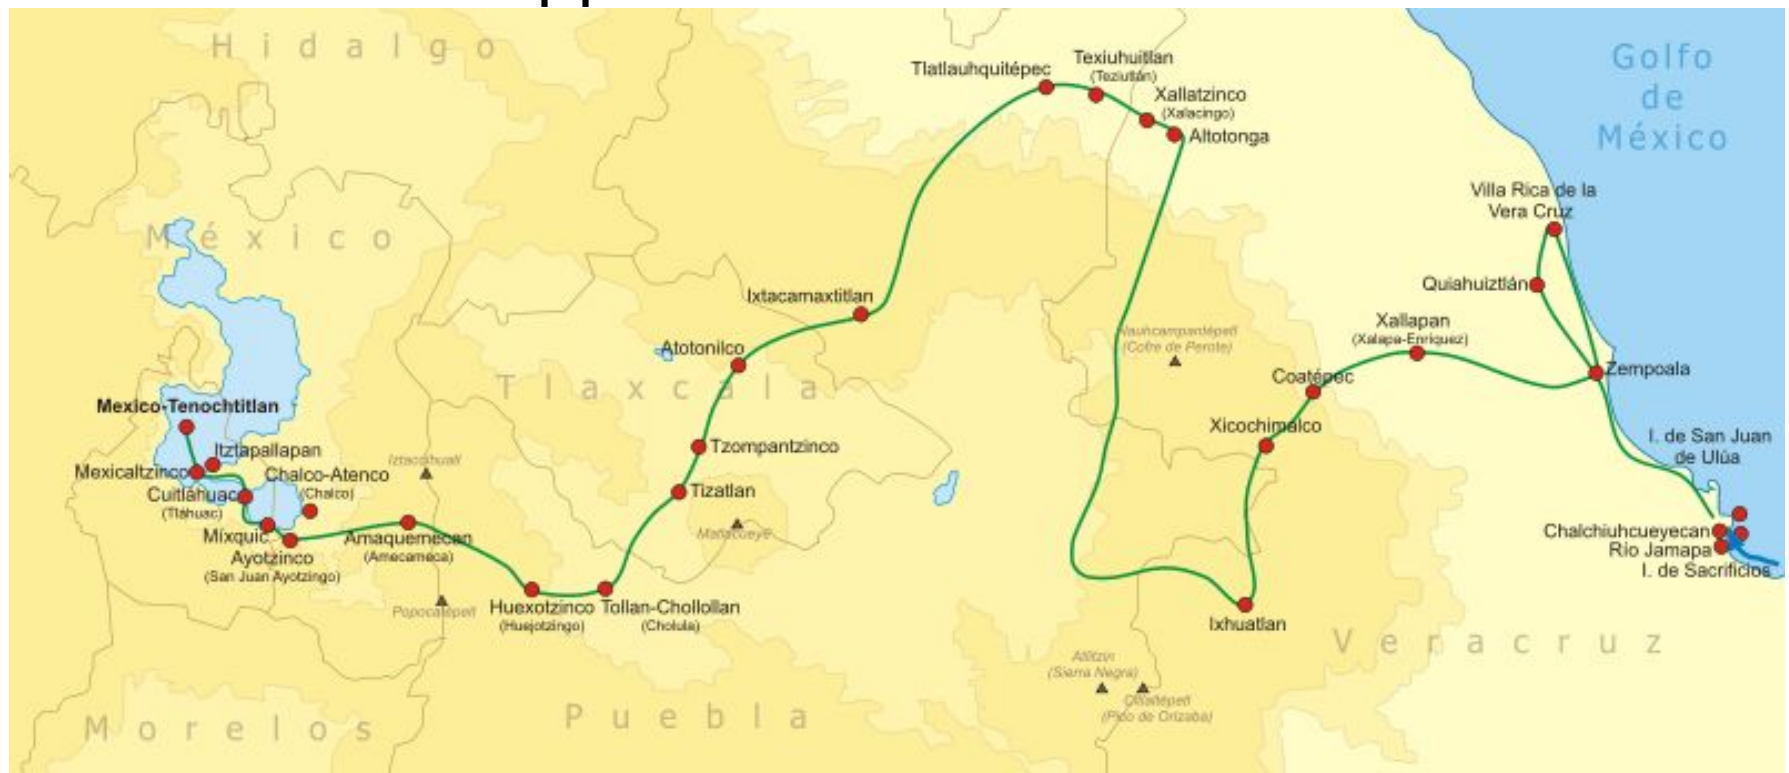 Hidalgo
Golfo
de
México
Tlatlauhquitépec
Texiuhuitlan
(Teziutlán)
Xallatzinco
(Xalacingo)
Altotonga
Villa Rica de la
Vera Cruz
México
Quiahuiztlán
Ixtacamaxtitlan
Xallapan
(Xalapa-Enríquez)
Nauhcampantépetl
(Cofre de Perote)
Atotonilco
Zempoala
Tlaxcala
Coatépec
Mexico-Tenochtitlan
Xicochimalco
Itztlapallapan
Tzompantzinco
I. de San Juan
de Ulúa
Iztaccíhuatl
Mexicaltzinco
Chalco-Atenco
(Chalco)
Cuitláhuac
(Tláhuac)
Tizatlan
Matlalcueye
Míxquic
Amaquemecan
(Amecameca)
Chalchiuhcueyecan
Río Jamapa
I. de Sacrificios
Ayotzinco
(San Juan Ayotzingo)
Popocatépetl
Huexotzinco
(Huejotzingo)
Tollan-Chollollan
(Cholula)
Ixhuatlan
Veracruz
Atlitzin
(Sierra Negra)
(Pico de Orizaba)
Puebla
Morelos